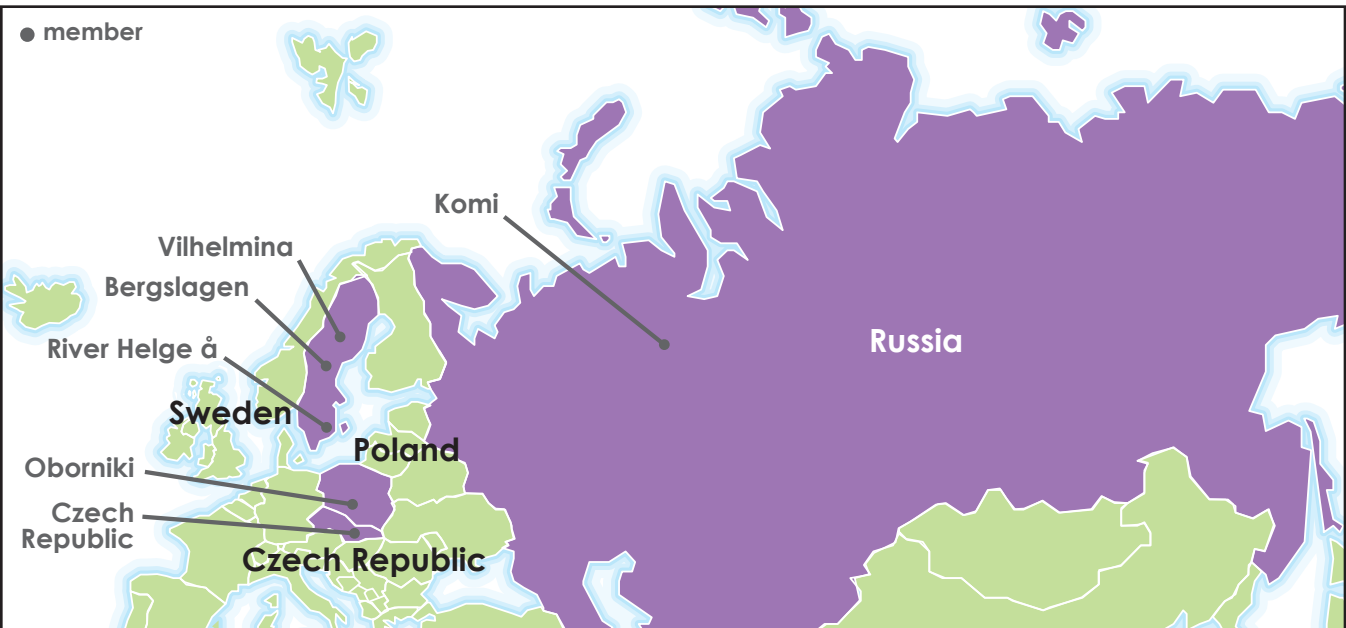 member
Komi
Vilhelmina
Bergslagen
River Helge å
Russia
Sweden
Poland
Oborniki
Czech
Republic
Czech Republic